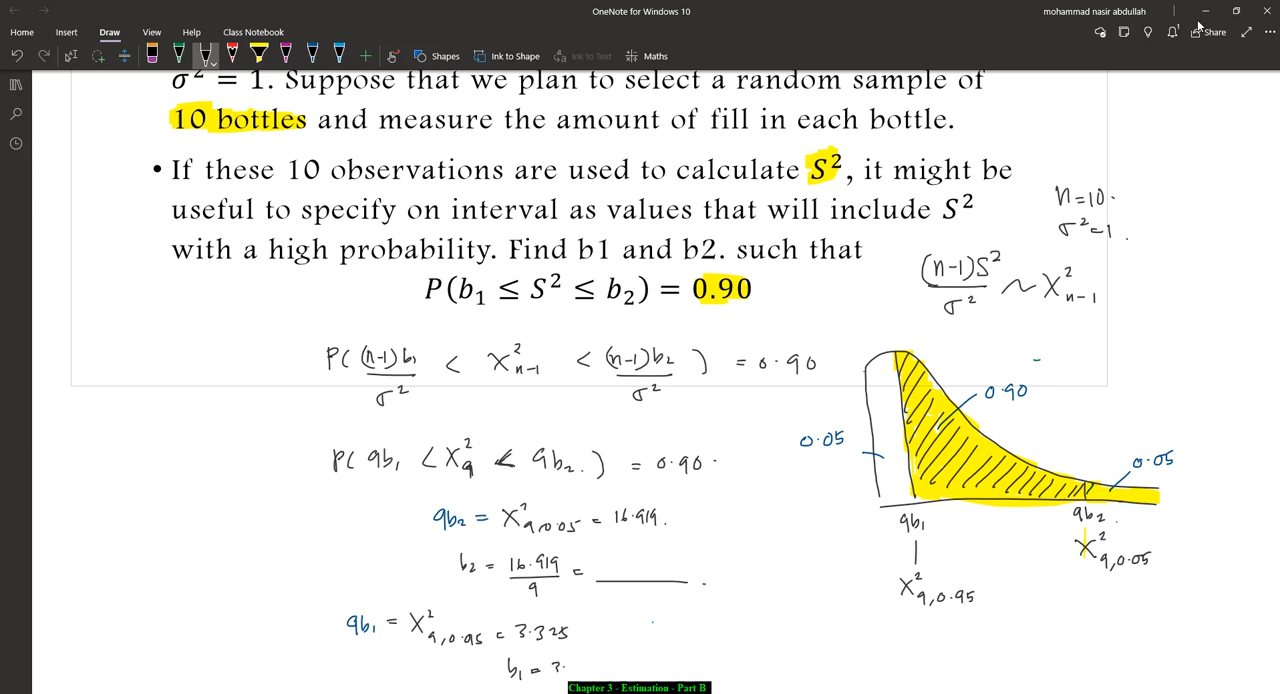 OneNote for Windows 10
mohammad nasir abdullah
Home Insert Draw View Help Class Notebook
Share
Shapes Ink to Shape Ink to Text Maths
σ² = 1. Suppose that we plan to select a random sample of
10 bottles and measure the amount of fill in each bottle.
• If these 10 observations are used to calculate S², it might be
useful to specify on interval as values that will include S²
with a high probability. Find b1 and b2. such that
P(b₁ ≤ S² ≤ b₂) = 0.90
n=10.
σ²=1.
(n-1)S²/σ² ~ X²ₙ₋₁
P( (n-1)b₁/σ² < X²ₙ₋₁ < (n-1)b₂/σ² ) = 0.90
P( 9b₁ < X²₉ < 9b₂. ) = 0.90.
9b₂ = X²₉,₀.₀₅ = 16.919.
b₂ = 16.919/9 = ______ .
9b₁ = X²₉,₀.₉₅ = 3.325
b₁ = 3.
0.90
0.05
0.05
9b₁
9b₂.
X²₉,₀.₀₅
X²₉,₀.₉₅
Chapter 3 - Estimation - Part B